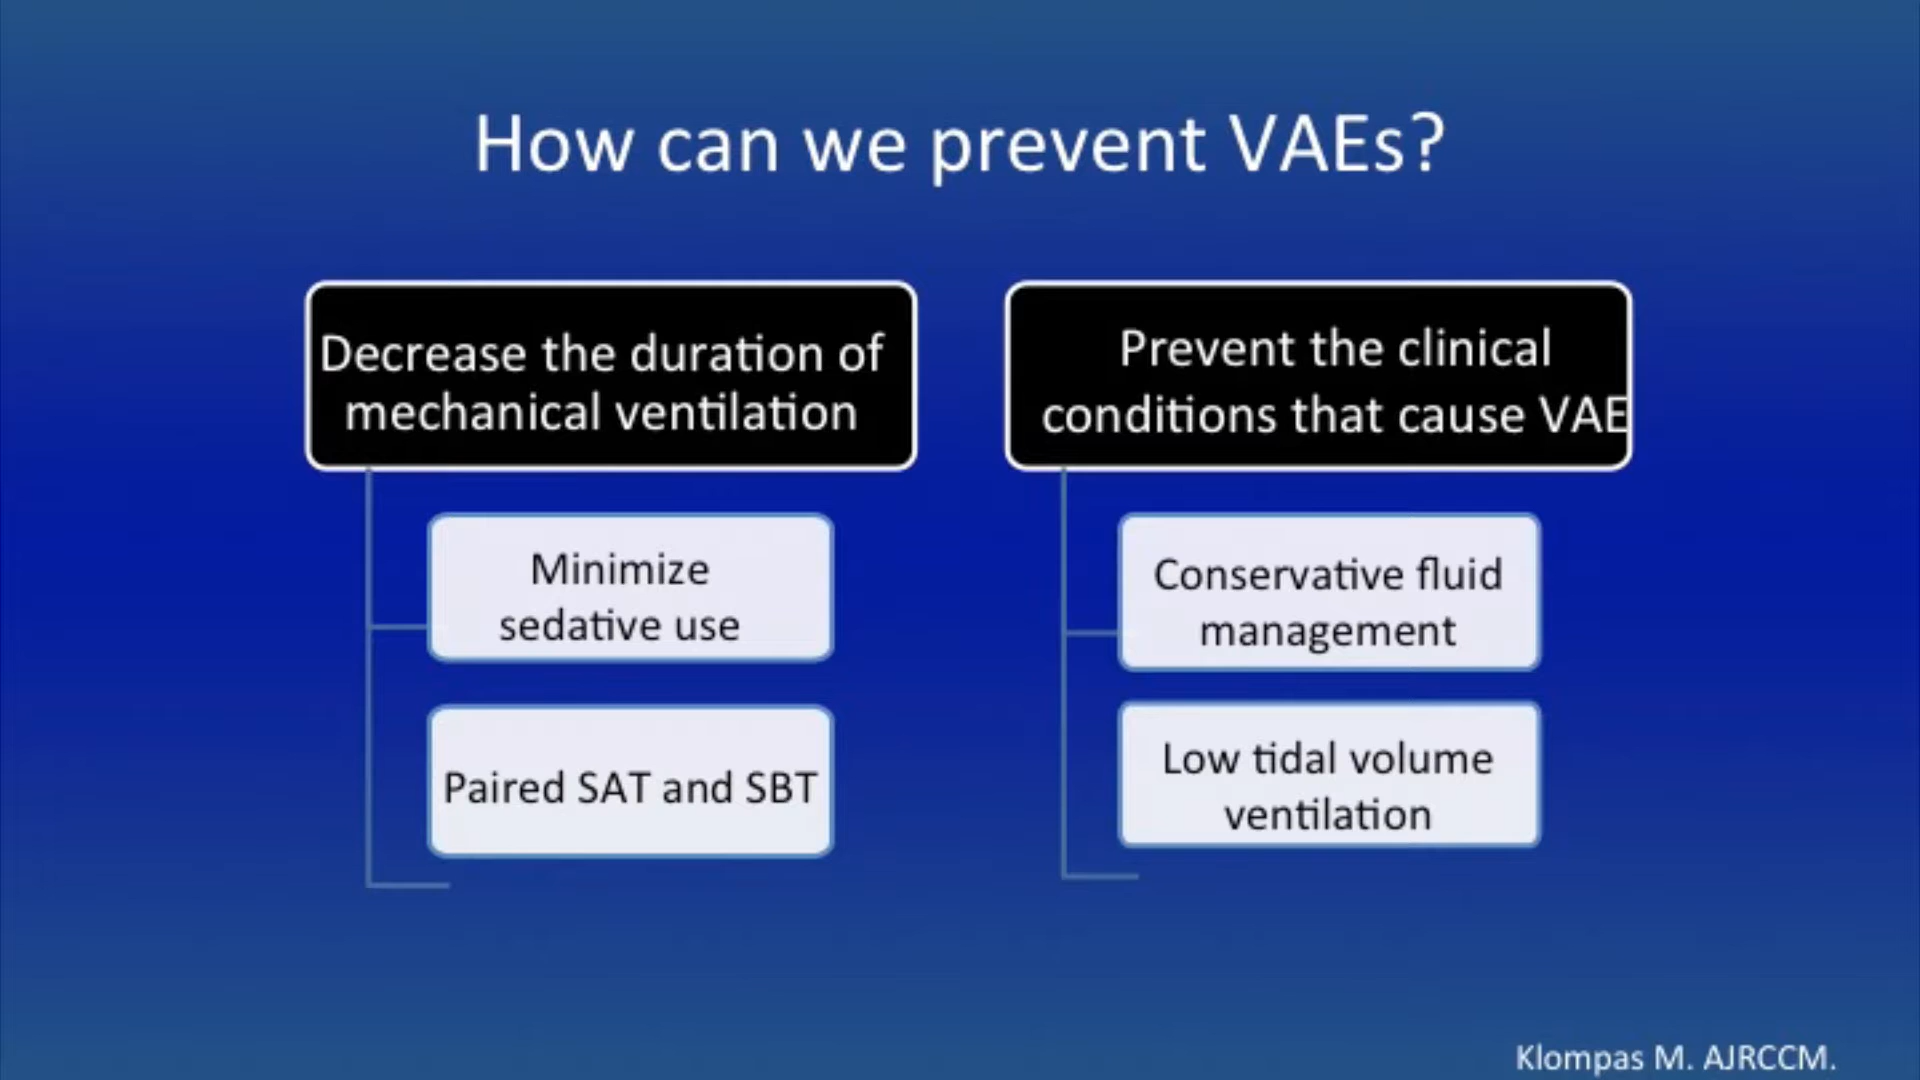 How can we prevent VAEs?
Decrease the duration of
mechanical ventilation
Minimize
sedative use
Paired SAT and SBT
Prevent the clinical
conditions that cause VAE
Conservative fluid
management
Low tidal volume
ventilation
Klompas M. AJRCCM.